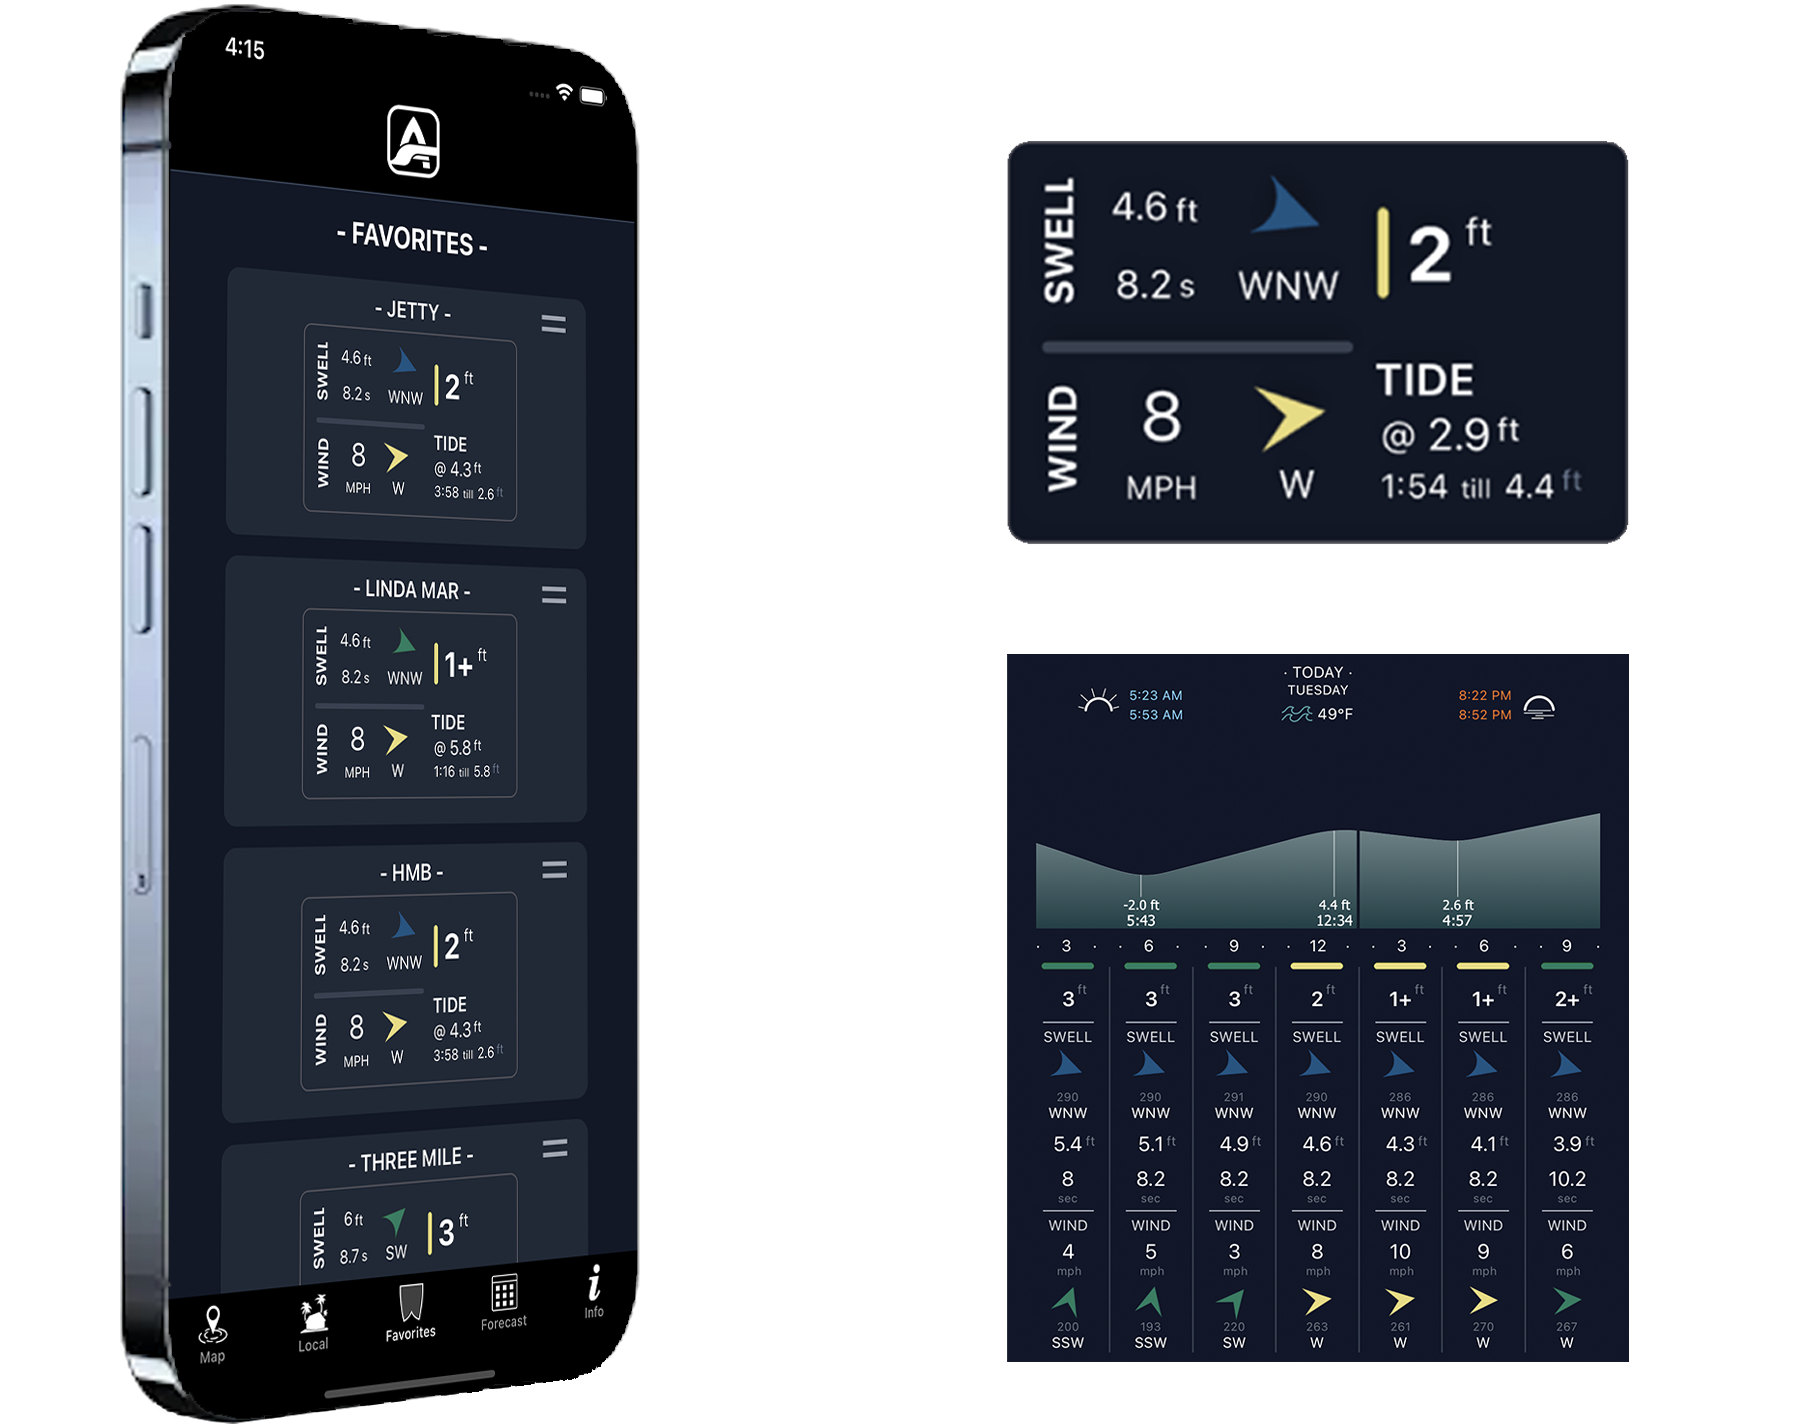 4:15
- FAVORITES -
- JETTY -
SWELL
4.6 ft
8.2 s
WNW
2 ft
WIND
8
MPH
W
TIDE
@ 4.3 ft
3:58 till 2.6 ft
- LINDA MAR -
SWELL
4.6 ft
8.2 s
WNW
1+ ft
WIND
8
MPH
W
TIDE
@ 5.8 ft
1:16 till 5.8 ft
- HMB -
SWELL
4.6 ft
8.2 s
WNW
2 ft
WIND
8
MPH
W
TIDE
@ 4.3 ft
3:58 till 2.6 ft
- THREE MILE -
SWELL
6 ft
8.7 s
SW
3 ft
Map
Local
Favorites
Forecast
Info
SWELL
4.6 ft
8.2 s
WNW
2 ft
WIND
8
MPH
W
TIDE
@ 2.9 ft
1:54 till 4.4 ft
· TODAY ·
TUESDAY
49°F
5:23 AM
5:53 AM
8:22 PM
8:52 PM
-2.0 ft 4.4 ft 2.6 ft
5:43 12:34 4:57
· 3 · · 6 · · 9 · · 12 · · 3 · · 6 · · 9 ·
3 ft 3 ft 3 ft 2 ft 1+ ft 1+ ft 2+ ft
SWELL SWELL SWELL SWELL SWELL SWELL SWELL
290 290 291 290 286 286 286
WNW WNW WNW WNW WNW WNW WNW
5.4 ft 5.1 ft 4.9 ft 4.6 ft 4.3 ft 4.1 ft 3.9 ft
8 8.2 8.2 8.2 8.2 8.2 10.2
sec sec sec sec sec sec sec
WIND WIND WIND WIND WIND WIND WIND
4 5 3 8 10 9 6
mph mph mph mph mph mph mph
200 193 220 263 261 270 267
SSW SSW SW W W W W